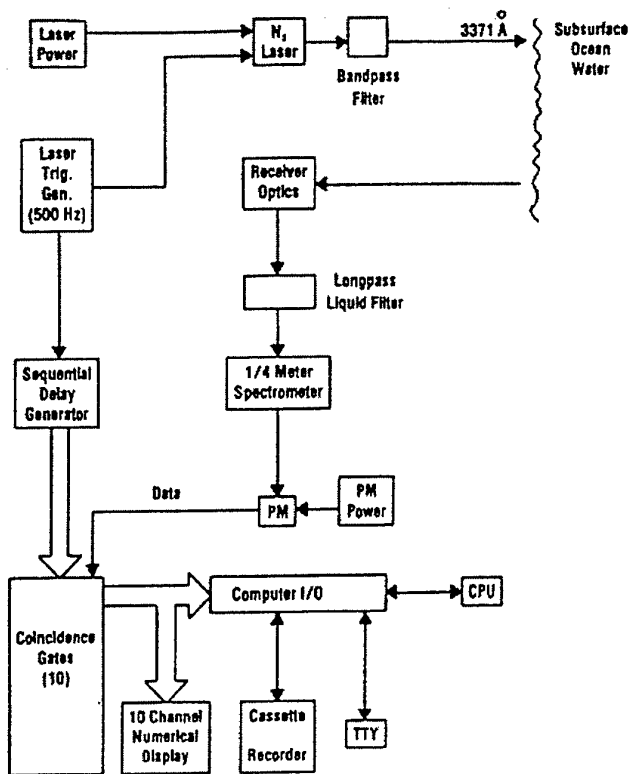 Laser
Power
N₂
Laser
3371 Å
Bandpass
Filter
Subsurface
Ocean
Water
Laser
Trig.
Gen.
(500 Hz)
Receiver
Optics
Longpass
Liquid Filter
Sequential
Delay
Generator
1/4 Meter
Spectrometer
Data
PM
PM
Power
Coincidence
Gates
(10)
Computer I/O
CPU
10 Channel
Numerical
Display
Cassette
Recorder
TTY